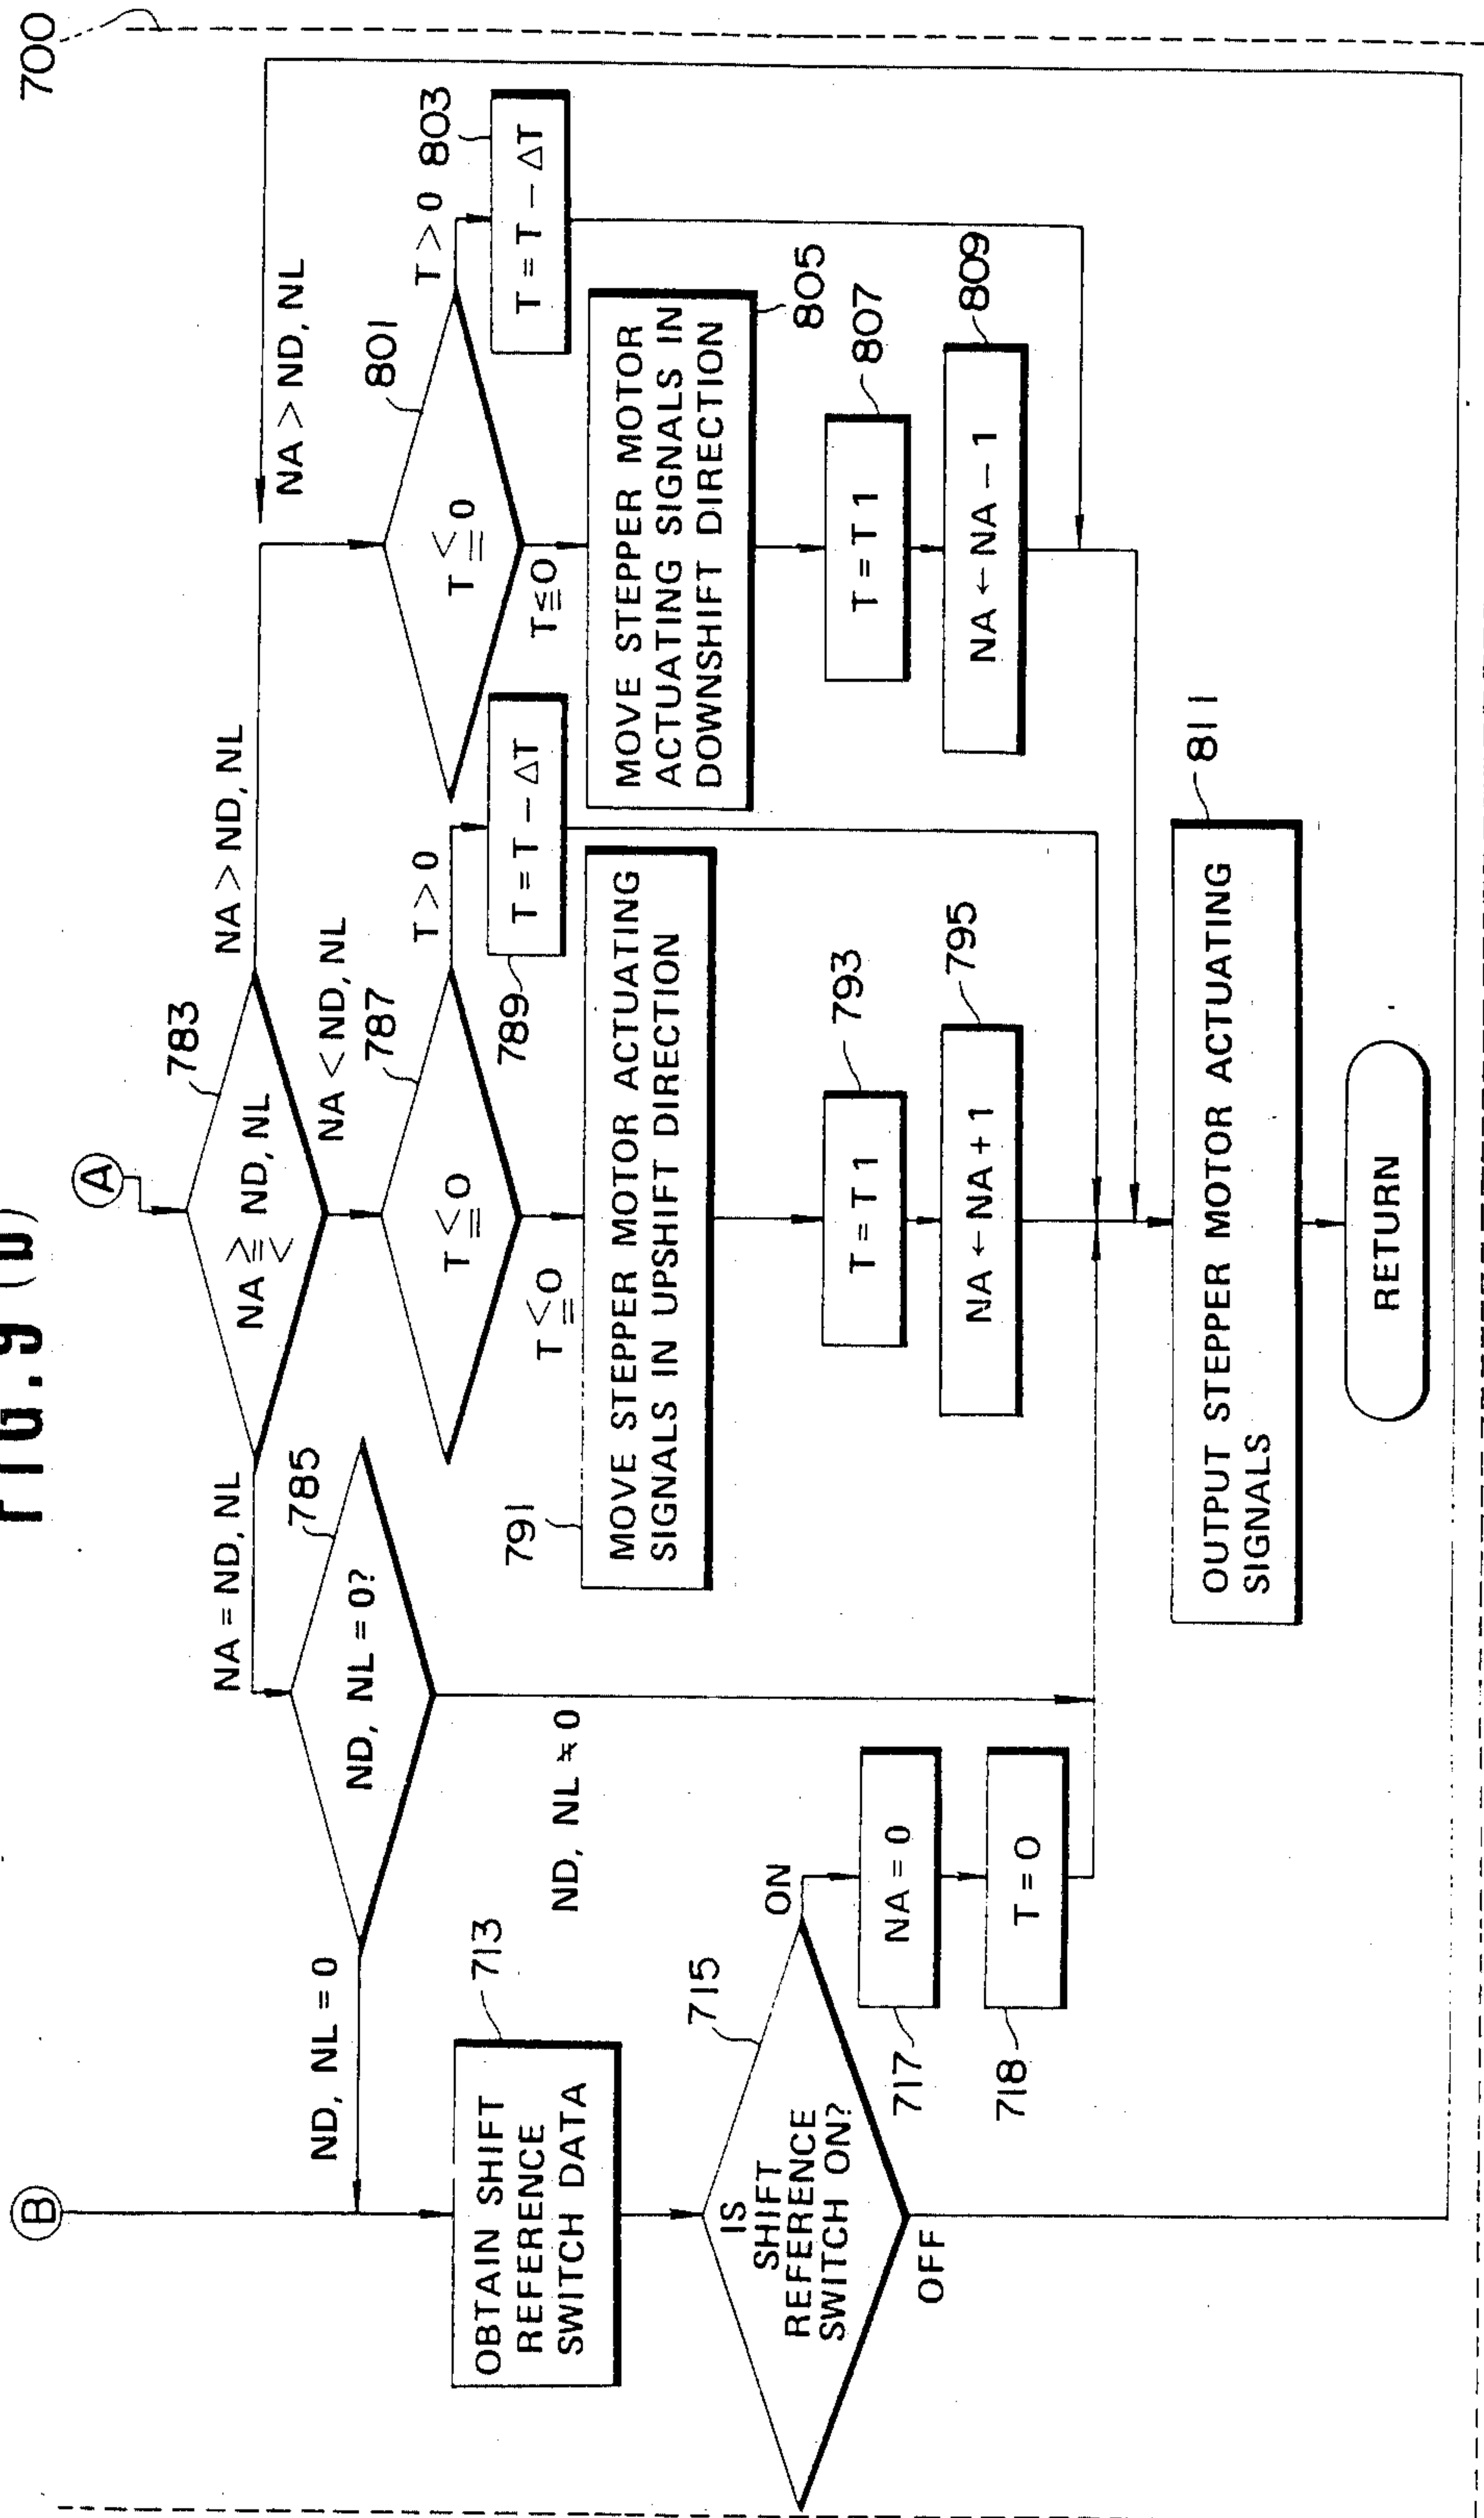 FIG. 9 (b)
700
A
B
783
NA ≧< ND, NL
NA = ND, NL
NA < ND, NL
NA > ND, NL
NA > ND, NL
785
ND, NL = 0?
ND, NL = 0
ND, NL ≠ 0
787
T ≦ 0
T > 0
T ≦ 0
789
T = T − ΔT
791
MOVE STEPPER MOTOR ACTUATING
SIGNALS IN UPSHIFT DIRECTION
793
T = T 1
795
NA ← NA + 1
801
T ≦ 0
T > 0
T ≦ 0
803
T = T − ΔT
805
MOVE STEPPER MOTOR
ACTUATING SIGNALS IN
DOWNSHIFT DIRECTION
807
T = T 1
809
NA ← NA − 1
713
OBTAIN SHIFT
REFERENCE
SWITCH DATA
715
IS
SHIFT
REFERENCE
SWITCH ON?
ON
OFF
717
NA = 0
718
T = 0
811
OUTPUT STEPPER MOTOR ACTUATING
SIGNALS
RETURN